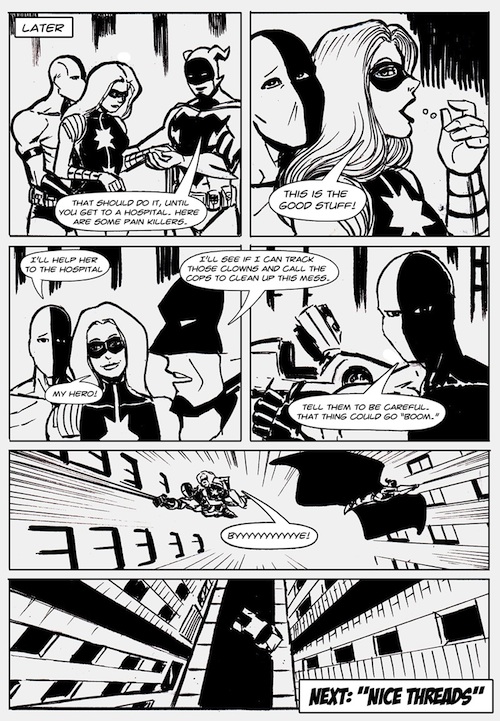 LATER
THAT SHOULD DO IT, UNTIL
YOU GET TO A HOSPITAL. HERE
ARE SOME PAIN KILLERS.
THIS IS THE
GOOD STUFF!
I'LL HELP HER
TO THE HOSPITAL
MY HERO!
I'LL SEE IF I CAN TRACK
THOSE CLOWNS AND CALL THE
COPS TO CLEAN UP THIS MESS.
TELL THEM TO BE CAREFUL.
THAT THING COULD GO "BOOM."
BYYYYYYYYYYE!
NEXT: "NICE THREADS"